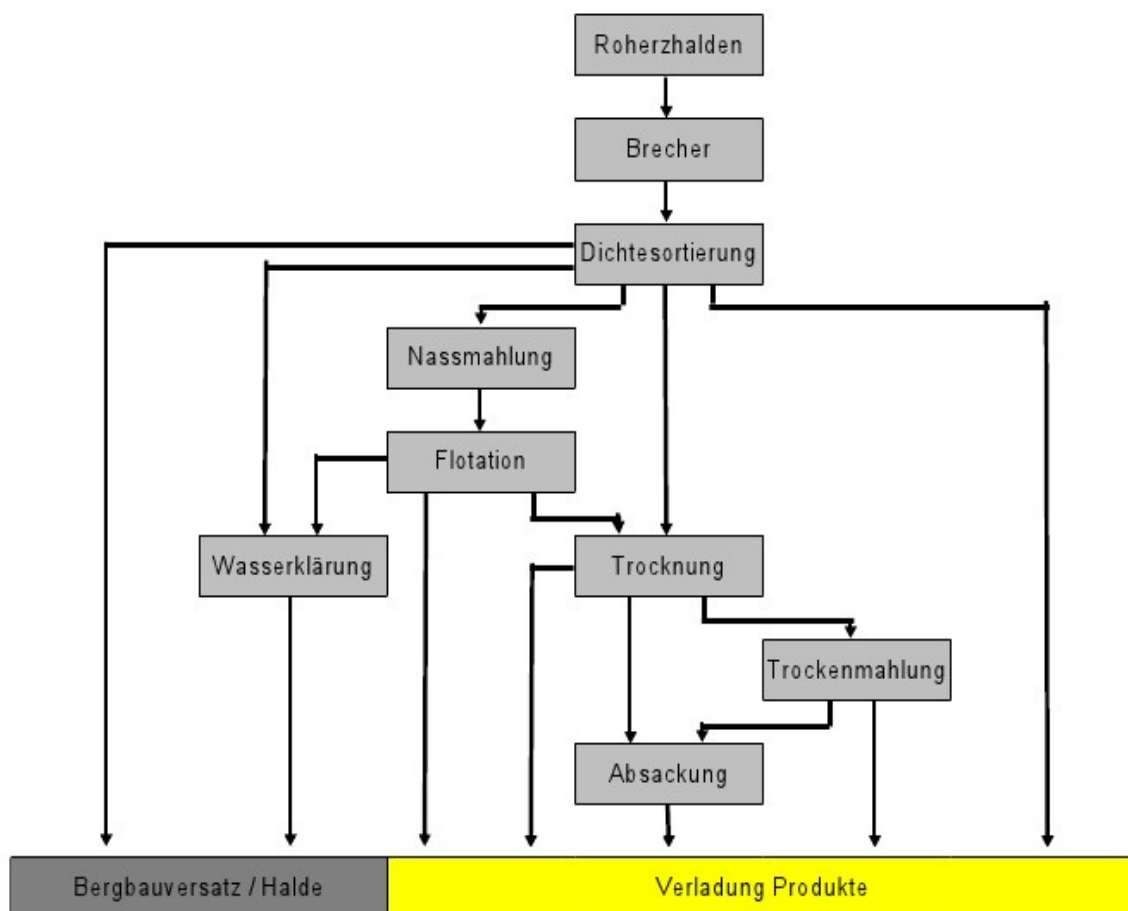 Roherzhalden
Brecher
Dichtesortierung
Nassmahlung
Flotation
Wasserklärung
Trocknung
Trockenmahlung
Absackung
Bergbauversatz / Halde
Verladung Produkte